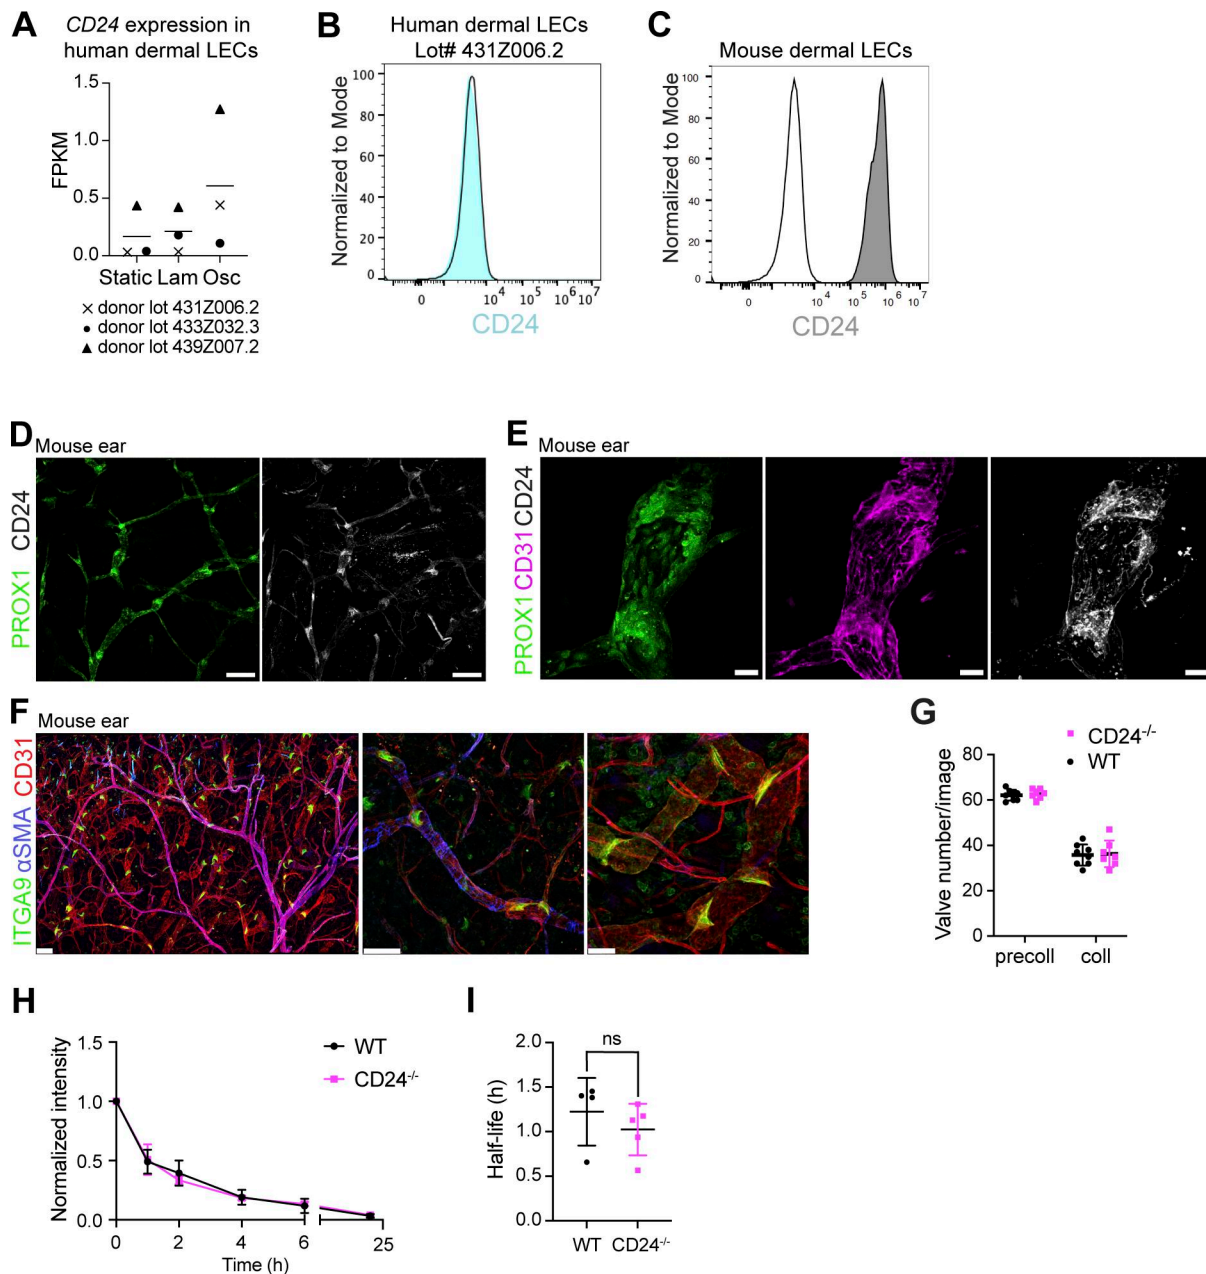 A
CD24 expression in
human dermal LECs
FPKM
1.5
1.0
0.5
0.0
Static Lam Osc
× donor lot 431Z006.2
● donor lot 433Z032.3
▲ donor lot 439Z007.2
B
Human dermal LECs
Lot# 431Z006.2
Normalized to Mode
100
80
60
40
20
0
0 10^4 10^5 10^6 10^7
CD24
C
Mouse dermal LECs
Normalized to Mode
100
80
60
40
20
0
0 10^4 10^5 10^6 10^7
CD24
D
Mouse ear
PROX1 CD24
E
Mouse ear
PROX1 CD31 CD24
F
Mouse ear
ITGA9 αSMA CD31
G
CD24-/-
WT
Valve number/image
80
60
40
20
0
precoll coll
H
Normalized intensity
1.5
1.0
0.5
0.0
0 2 4 6 25
Time (h)
WT
CD24-/-
I
ns
Half-life (h)
2.0
1.5
1.0
0.5
0.0
WT CD24-/-